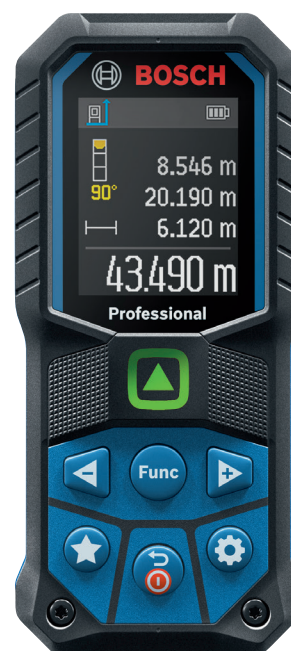 BOSCH
8.546 m
90°
20.190 m
6.120 m
43.490 m
Professional
− Func +